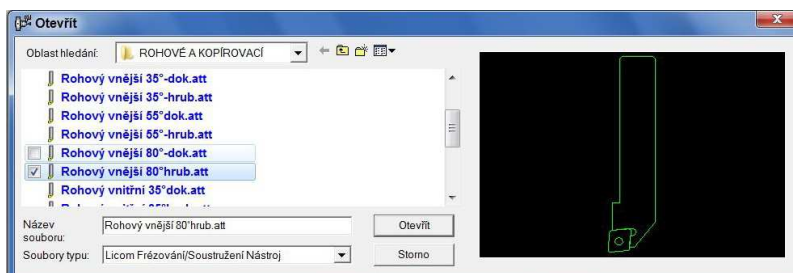 Otevřít
Oblast hledání: ROHOVÉ A KOPÍROVACÍ
Rohový vnější 35°-dok.att
Rohový vnější 35°-hrub.att
Rohový vnější 55°dok.att
Rohový vnější 55°-hrub.att
Rohový vnější 80°-dok.att
Rohový vnější 80°hrub.att
Rohový vnitřní 35°dok.att
Název souboru: Rohový vnější 80°hrub.att Otevřít
Soubory typu: Licom Frézování/Soustružení Nástroj Storno